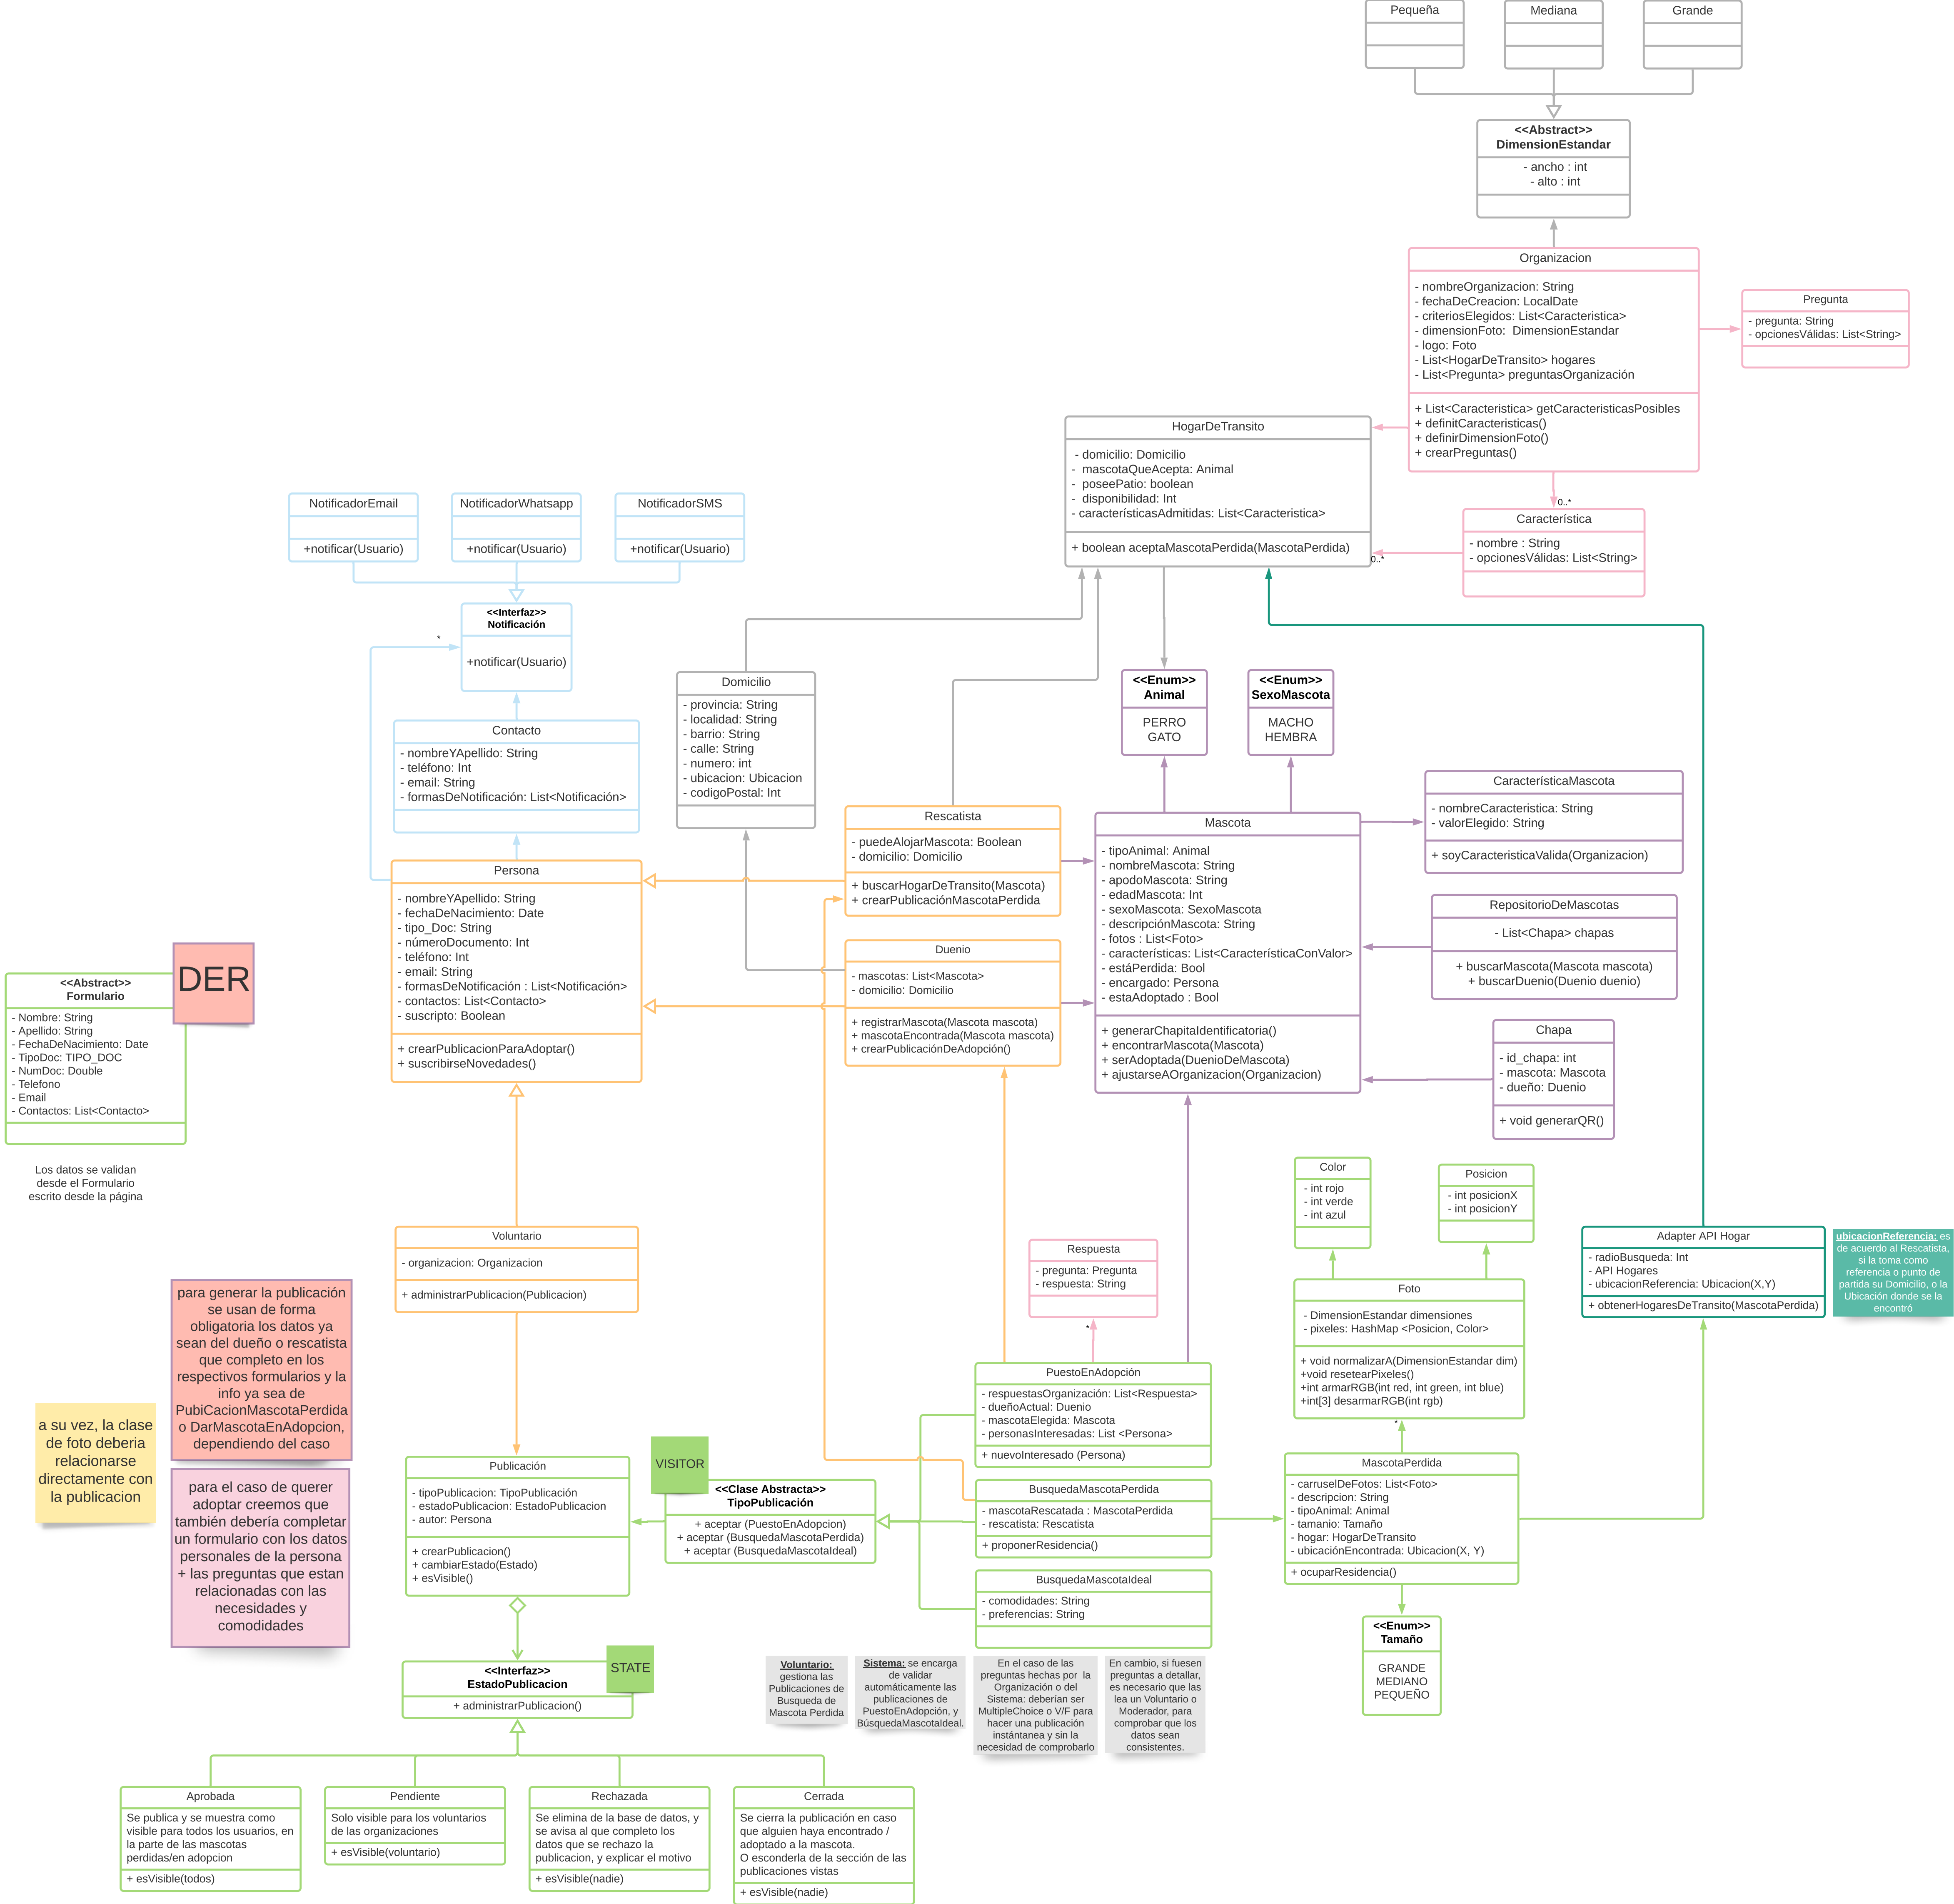 Pequeña
Mediana
Grande
<<Abstract>>
DimensionEstandar
- ancho : int
- alto : int
Organizacion
- nombreOrganizacion: String
- fechaDeCreacion: LocalDate
- criteriosElegidos: List<Caracteristica>
- dimensionFoto:  DimensionEstandar
- logo: Foto
- List<HogarDeTransito> hogares
- List<Pregunta> preguntasOrganización
+ List<Caracteristica> getCaracteristicasPosibles
+ definitCaracteristicas()
+ definirDimensionFoto()
+ crearPreguntas()
Pregunta
- pregunta: String
- opcionesVálidas: List<String>
HogarDeTransito
- domicilio: Domicilio
-  mascotaQueAcepta: Animal
-  poseePatio: boolean
-  disponibilidad: Int
- característicasAdmitidas: List<Caracteristica>
+ boolean aceptaMascotaPerdida(MascotaPerdida)
0..*
Característica
- nombre : String
- opcionesVálidas: List<String>
0..*
NotificadorEmail
+notificar(Usuario)
NotificadorWhatsapp
+notificar(Usuario)
NotificadorSMS
+notificar(Usuario)
<<Interfaz>>
Notificación
+notificar(Usuario)
*
Contacto
- nombreYApellido: String
- teléfono: Int
- email: String
- formasDeNotificación: List<Notificación>
Domicilio
- provincia: String
- localidad: String
- barrio: String
- calle: String
- numero: int
- ubicacion: Ubicacion
- codigoPostal: Int
<<Enum>>
Animal
PERRO
GATO
<<Enum>>
SexoMascota
MACHO
HEMBRA
CaracterísticaMascota
- nombreCaracteristica: String
- valorElegido: String
+ soyCaracteristicaValida(Organizacion)
Rescatista
- puedeAlojarMascota: Boolean
- domicilio: Domicilio
+ buscarHogarDeTransito(Mascota)
+ crearPublicaciónMascotaPerdida
Mascota
- tipoAnimal: Animal
- nombreMascota: String
- apodoMascota: String
- edadMascota: Int
- sexoMascota: SexoMascota
- descripciónMascota: String
- fotos : List<Foto>
- características: List<CaracterísticaConValor>
- estáPerdida: Bool
- encargado: Persona
- estaAdoptado : Bool
+ generarChapitaIdentificatoria()
+ encontrarMascota(Mascota)
+ serAdoptada(DuenioDeMascota)
+ ajustarseAOrganizacion(Organizacion)
Persona
- nombreYApellido: String
- fechaDeNacimiento: Date
- tipo_Doc: String
- númeroDocumento: Int
- teléfono: Int
- email: String
- formasDeNotificación : List<Notificación>
- contactos: List<Contacto>
- suscripto: Boolean
+ crearPublicacionParaAdoptar()
+ suscribirseNovedades()
RepositorioDeMascotas
- List<Chapa> chapas
+ buscarMascota(Mascota mascota)
+ buscarDuenio(Duenio duenio)
Duenio
- mascotas: List<Mascota>
- domicilio: Domicilio
+ registrarMascota(Mascota mascota)
+ mascotaEncontrada(Mascota mascota)
+ crearPublicaciónDeAdopción()
DER
<<Abstract>>
Formulario
- Nombre: String
- Apellido: String
- FechaDeNacimiento: Date
- TipoDoc: TIPO_DOC
- NumDoc: Double
- Telefono
- Email
- Contactos: List<Contacto>
Los datos se validan
desde el Formulario
escrito desde la página
Chapa
- id_chapa: int
- mascota: Mascota
- dueño: Duenio
+ void generarQR()
Color
- int rojo
- int verde
- int azul
Posicion
- int posicionX
- int posicionY
Voluntario
- organizacion: Organizacion
+ administrarPublicacion(Publicacion)
Respuesta
- pregunta: Pregunta
- respuesta: String
*
Adapter API Hogar
- radioBusqueda: Int
- API Hogares
- ubicacionReferencia: Ubicacion(X,Y)
+ obtenerHogaresDeTransito(MascotaPerdida)
ubicacionReferencia: es
de acuerdo al Rescatista,
si la toma como
referencia o punto de
partida su Domicilio, o la
Ubicación donde se la
encontró
Foto
- DimensionEstandar dimensiones
- pixeles: HashMap <Posicion, Color>
+ void normalizarA(DimensionEstandar dim)
+void resetearPixeles()
+int armarRGB(int red, int green, int blue)
+int[3] desarmarRGB(int rgb)
*
para generar la publicación
se usan de forma
obligatoria los datos ya
sean del dueño o rescatista
que completo en los
respectivos formularios y la
info ya sea de
PubiCacionMascotaPerdida
o DarMascotaEnAdopcion,
dependiendo del caso
a su vez, la clase
de foto deberia
relacionarse
directamente con
la publicacion
para el caso de querer
adoptar creemos que
también debería completar
un formulario con los datos
personales de la persona
+ las preguntas que estan
relacionadas con las
necesidades y
comodidades
PuestoEnAdopción
- respuestasOrganización: List<Respuesta>
- dueñoActual: Duenio
- mascotaElegida: Mascota
- personasInteresadas: List <Persona>
+ nuevoInteresado (Persona)
Publicación
- tipoPublicacion: TipoPublicación
- estadoPublicacion: EstadoPublicacion
- autor: Persona
+ crearPublicacion()
+ cambiarEstado(Estado)
+ esVisible()
VISITOR
<<Clase Abstracta>>
TipoPublicación
+ aceptar (PuestoEnAdopcion)
+ aceptar (BusquedaMascotaPerdida)
+ aceptar (BusquedaMascotaIdeal)
BusquedaMascotaPerdida
- mascotaRescatada : MascotaPerdida
- rescatista: Rescatista
+ proponerResidencia()
MascotaPerdida
- carruselDeFotos: List<Foto>
- descripcion: String
- tipoAnimal: Animal
- tamanio: Tamaño
- hogar: HogarDeTransito
- ubicaciónEncontrada: Ubicacion(X, Y)
+ ocuparResidencia()
BusquedaMascotaIdeal
- comodidades: String
- preferencias: String
<<Enum>>
Tamaño
GRANDE
MEDIANO
PEQUEÑO
STATE
<<Interfaz>>
EstadoPublicacion
+ administrarPublicacion()
Voluntario:
gestiona las
Publicaciones de
Busqueda de
Mascota Perdida
Sistema: se encarga
de validar
automáticamente las
publicaciones de
PuestoEnAdopción, y
BúsquedaMascotaIdeal.
En el caso de las
preguntas hechas por  la
Organización o del
Sistema: deberían ser
MultipleChoice o V/F para
hacer una publicación
instántanea y sin la
necesidad de comprobarlo
En cambio, si fuesen
preguntas a detallar,
es necesario que las
lea un Voluntario o
Moderador, para
comprobar que los
datos sean
consistentes.
Aprobada
Se publica y se muestra como
visible para todos los usuarios, en
la parte de las mascotas
perdidas/en adopcion
+ esVisible(todos)
Pendiente
Solo visible para los voluntarios
de las organizaciones
+ esVisible(voluntario)
Rechazada
Se elimina de la base de datos, y
se avisa al que completo los
datos que se rechazo la
publicacion, y explicar el motivo
+ esVisible(nadie)
Cerrada
Se cierra la publicación en caso
que alguien haya encontrado /
adoptado a la mascota.
O esconderla de la sección de las
publicaciones vistas
+ esVisible(nadie)